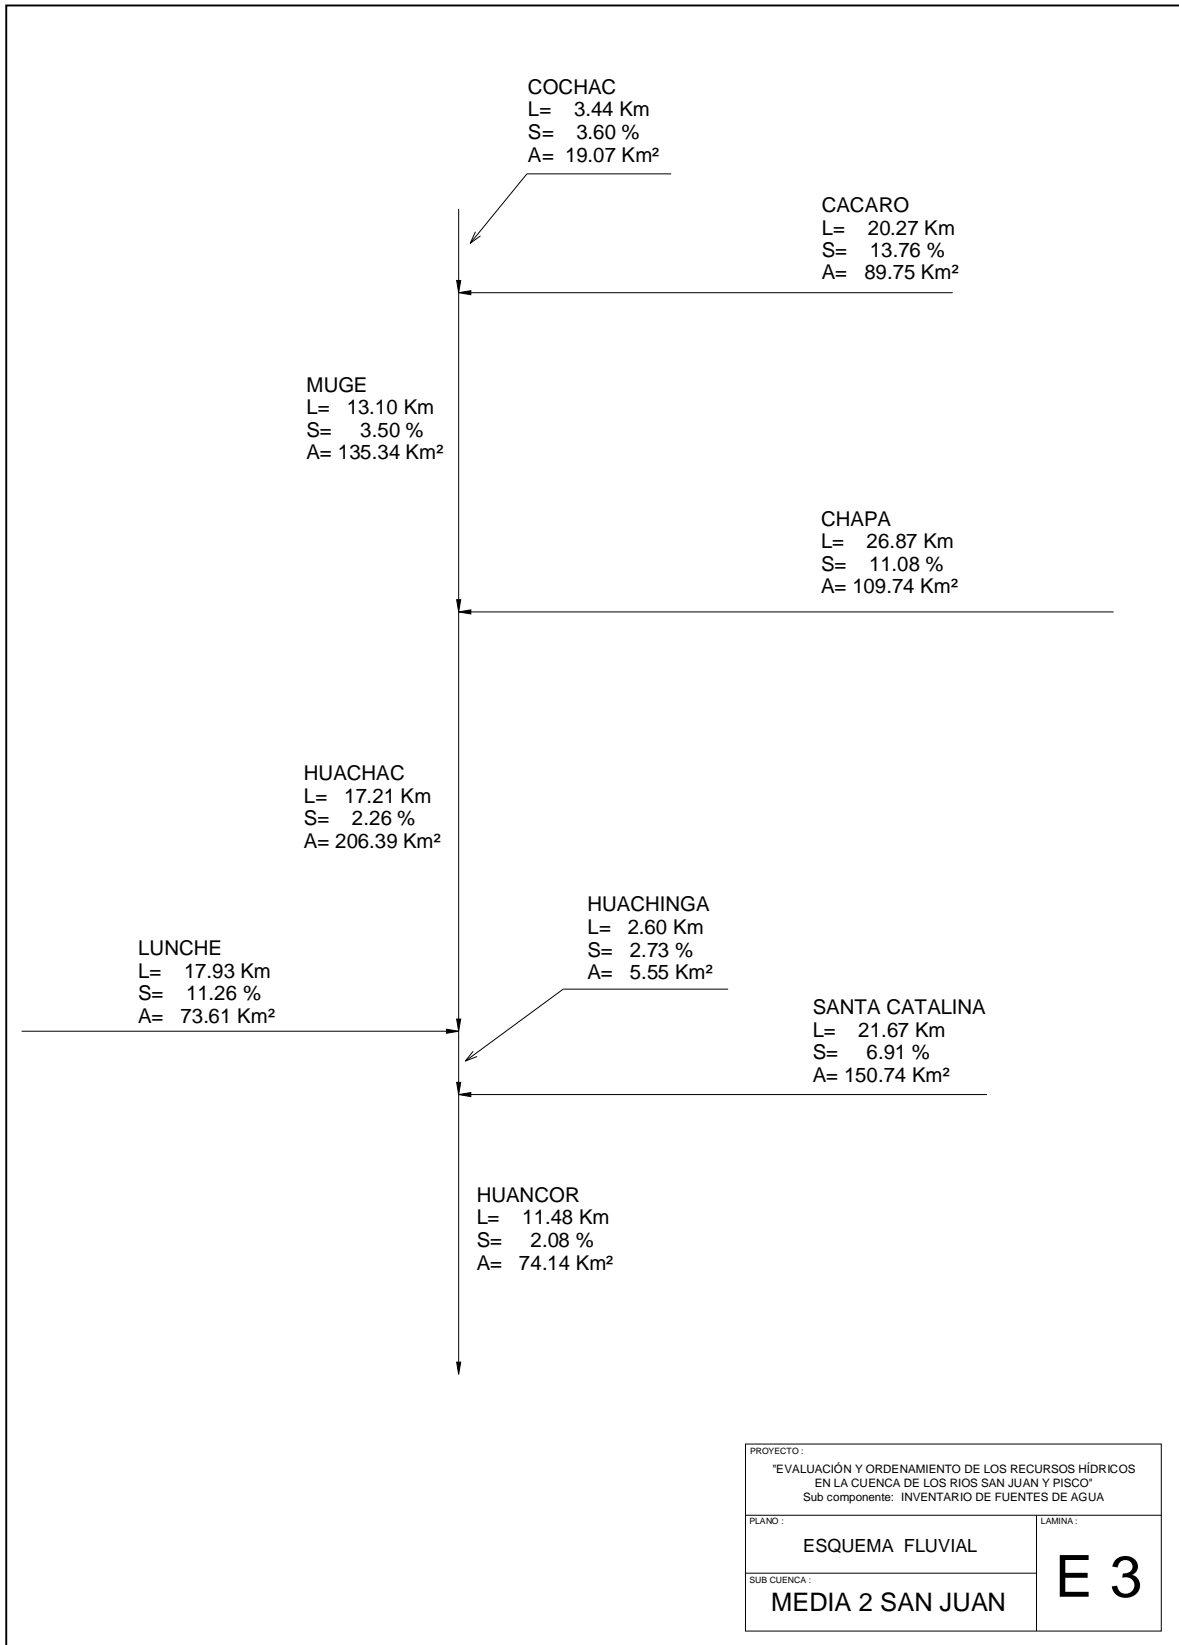 COCHAC
L= 3.44 Km
S= 3.60 %
A= 19.07 Km²
CACARO
L= 20.27 Km
S= 13.76 %
A= 89.75 Km²
MUGE
L= 13.10 Km
S= 3.50 %
A= 135.34 Km²
CHAPA
L= 26.87 Km
S= 11.08 %
A= 109.74 Km²
HUACHAC
L= 17.21 Km
S= 2.26 %
A= 206.39 Km²
HUACHINGA
L= 2.60 Km
S= 2.73 %
A= 5.55 Km²
LUNCHE
L= 17.93 Km
S= 11.26 %
A= 73.61 Km²
SANTA CATALINA
L= 21.67 Km
S= 6.91 %
A= 150.74 Km²
HUANCOR
L= 11.48 Km
S= 2.08 %
A= 74.14 Km²
PROYECTO :
"EVALUACIÓN Y ORDENAMIENTO DE LOS RECURSOS HÍDRICOS
EN LA CUENCA DE LOS RIOS SAN JUAN Y PISCO"
Sub componente: INVENTARIO DE FUENTES DE AGUA
PLANO :
ESQUEMA FLUVIAL
LAMINA :
E 3
SUB CUENCA :
MEDIA 2 SAN JUAN